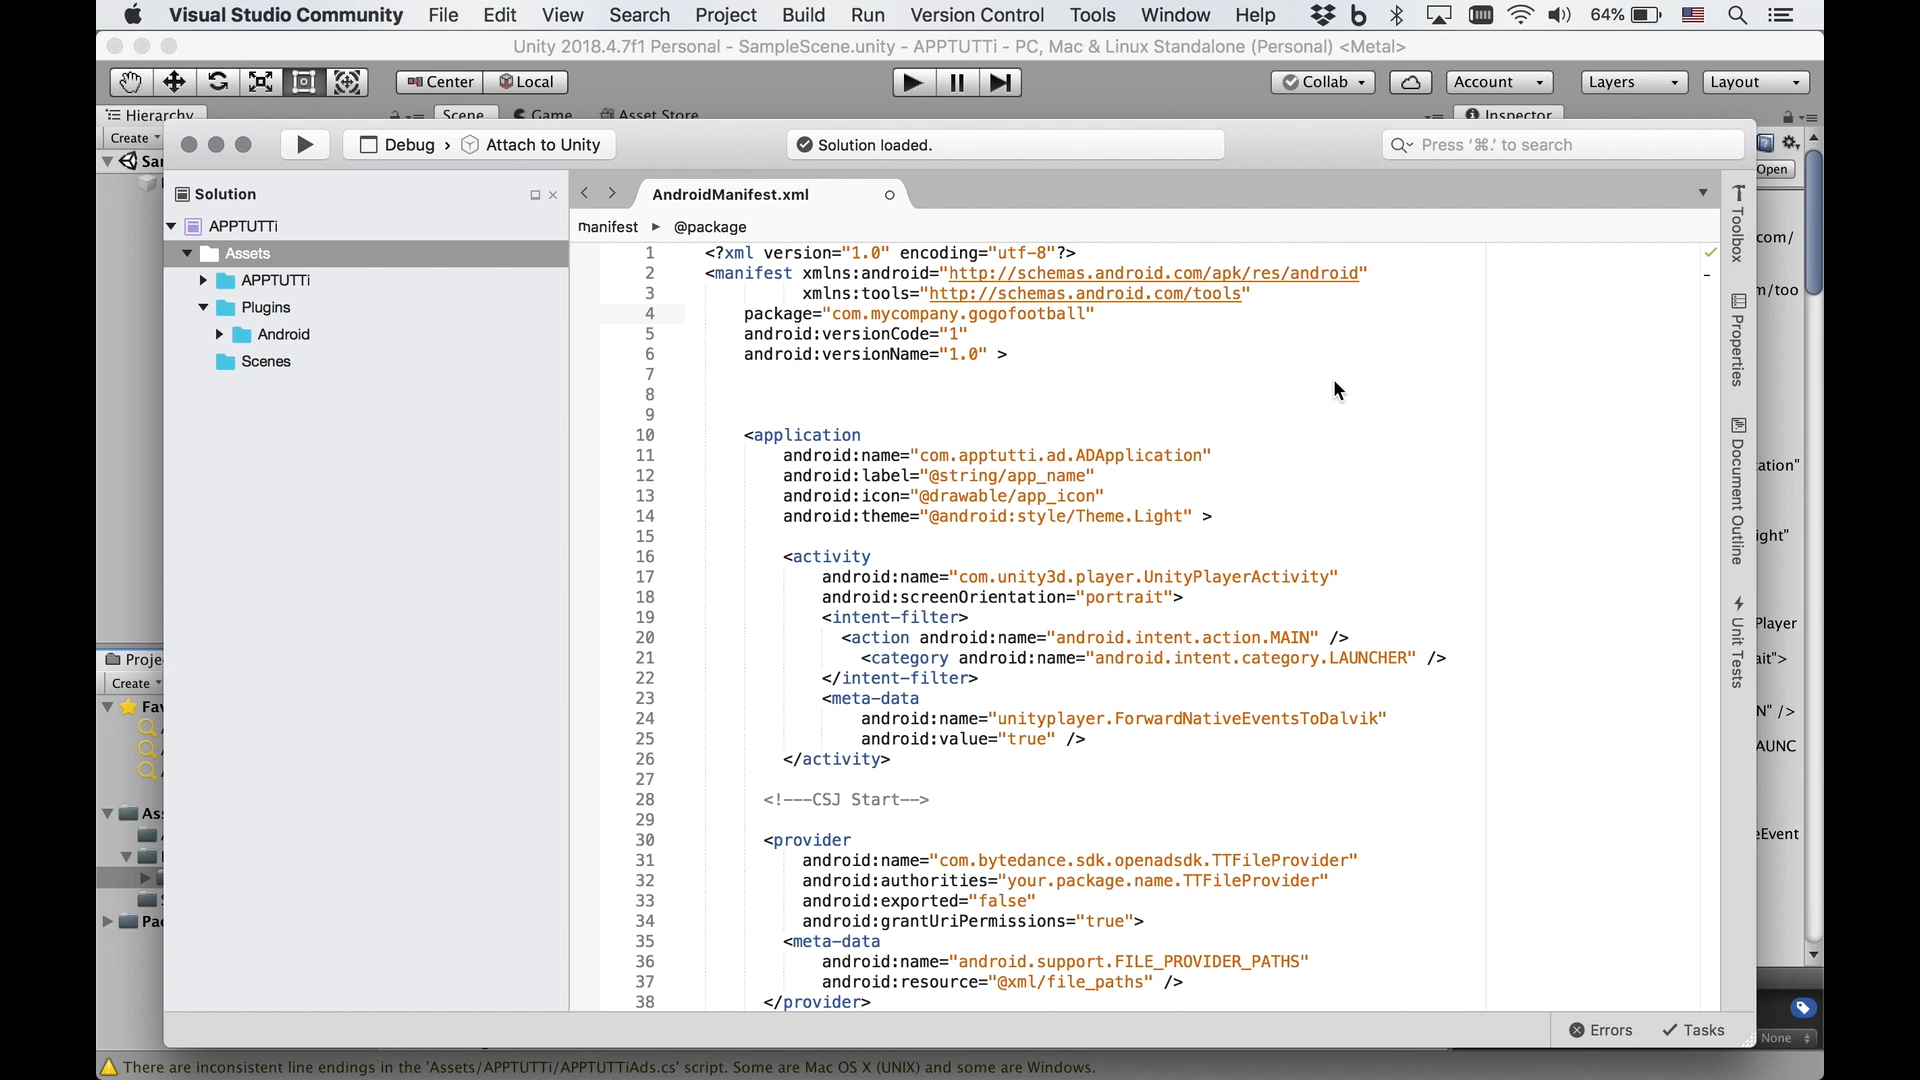 Visual Studio Community File Edit View Search Project Build Run Version Control Tools Window Help 64%
Unity 2018.4.7f1 Personal - SampleScene.unity - APPTUTTi - PC, Mac & Linux Standalone (Personal) <Metal>
Center Local Collab Account Layers Layout
Hierarchy Scene Game Asset Store Inspector
Create
Debug › Attach to Unity
Solution loaded.
Press '⌘.' to search
Open
Solution
AndroidManifest.xml
APPTUTTi
Assets
APPTUTTi
Plugins
Android
Scenes
manifest ▸ @package
1 <?xml version="1.0" encoding="utf-8"?>
2 <manifest xmlns:android="http://schemas.android.com/apk/res/android"
3 xmlns:tools="http://schemas.android.com/tools"
4 package="com.mycompany.gogofootball"
5 android:versionCode="1"
6 android:versionName="1.0" >
7
8
9
10 <application
11 android:name="com.apptutti.ad.ADApplication"
12 android:label="@string/app_name"
13 android:icon="@drawable/app_icon"
14 android:theme="@android:style/Theme.Light" >
15
16 <activity
17 android:name="com.unity3d.player.UnityPlayerActivity"
18 android:screenOrientation="portrait">
19 <intent-filter>
20 <action android:name="android.intent.action.MAIN" />
21 <category android:name="android.intent.category.LAUNCHER" />
22 </intent-filter>
23 <meta-data
24 android:name="unityplayer.ForwardNativeEventsToDalvik"
25 android:value="true" />
26 </activity>
27
28 <!---CSJ Start-->
29
30 <provider
31 android:name="com.bytedance.sdk.openadsdk.TTFileProvider"
32 android:authorities="your.package.name.TTFileProvider"
33 android:exported="false"
34 android:grantUriPermissions="true">
35 <meta-data
36 android:name="android.support.FILE_PROVIDER_PATHS"
37 android:resource="@xml/file_paths" />
38 </provider>
Toolbox
Properties
Document Outline
Unit Tests
com/
m/too
ation"
ight"
Player
ait">
N" />
AUNC
eEvent
Create
Errors Tasks
None
There are inconsistent line endings in the 'Assets/APPTUTTi/APPTUTTiAds.cs' script. Some are Mac OS X (UNIX) and some are Windows.